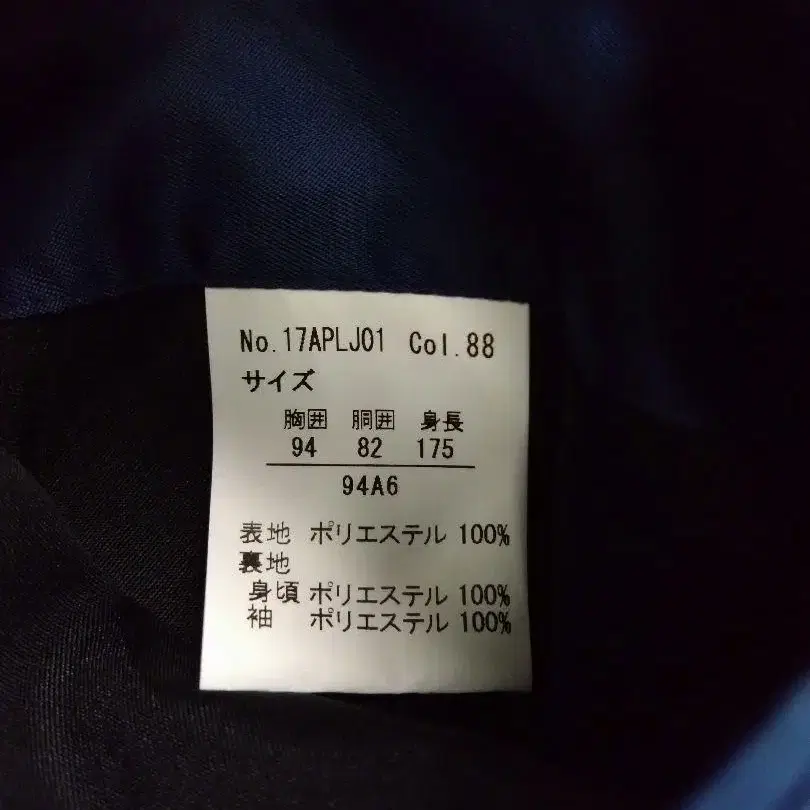 No.17APLJ01 Col.88
サイズ
胸囲 胴囲 身長
94 82 175
94A6
表地 ポリエステル 100%
裏地
身頃 ポリエステル 100%
袖 ポリエステル 100%